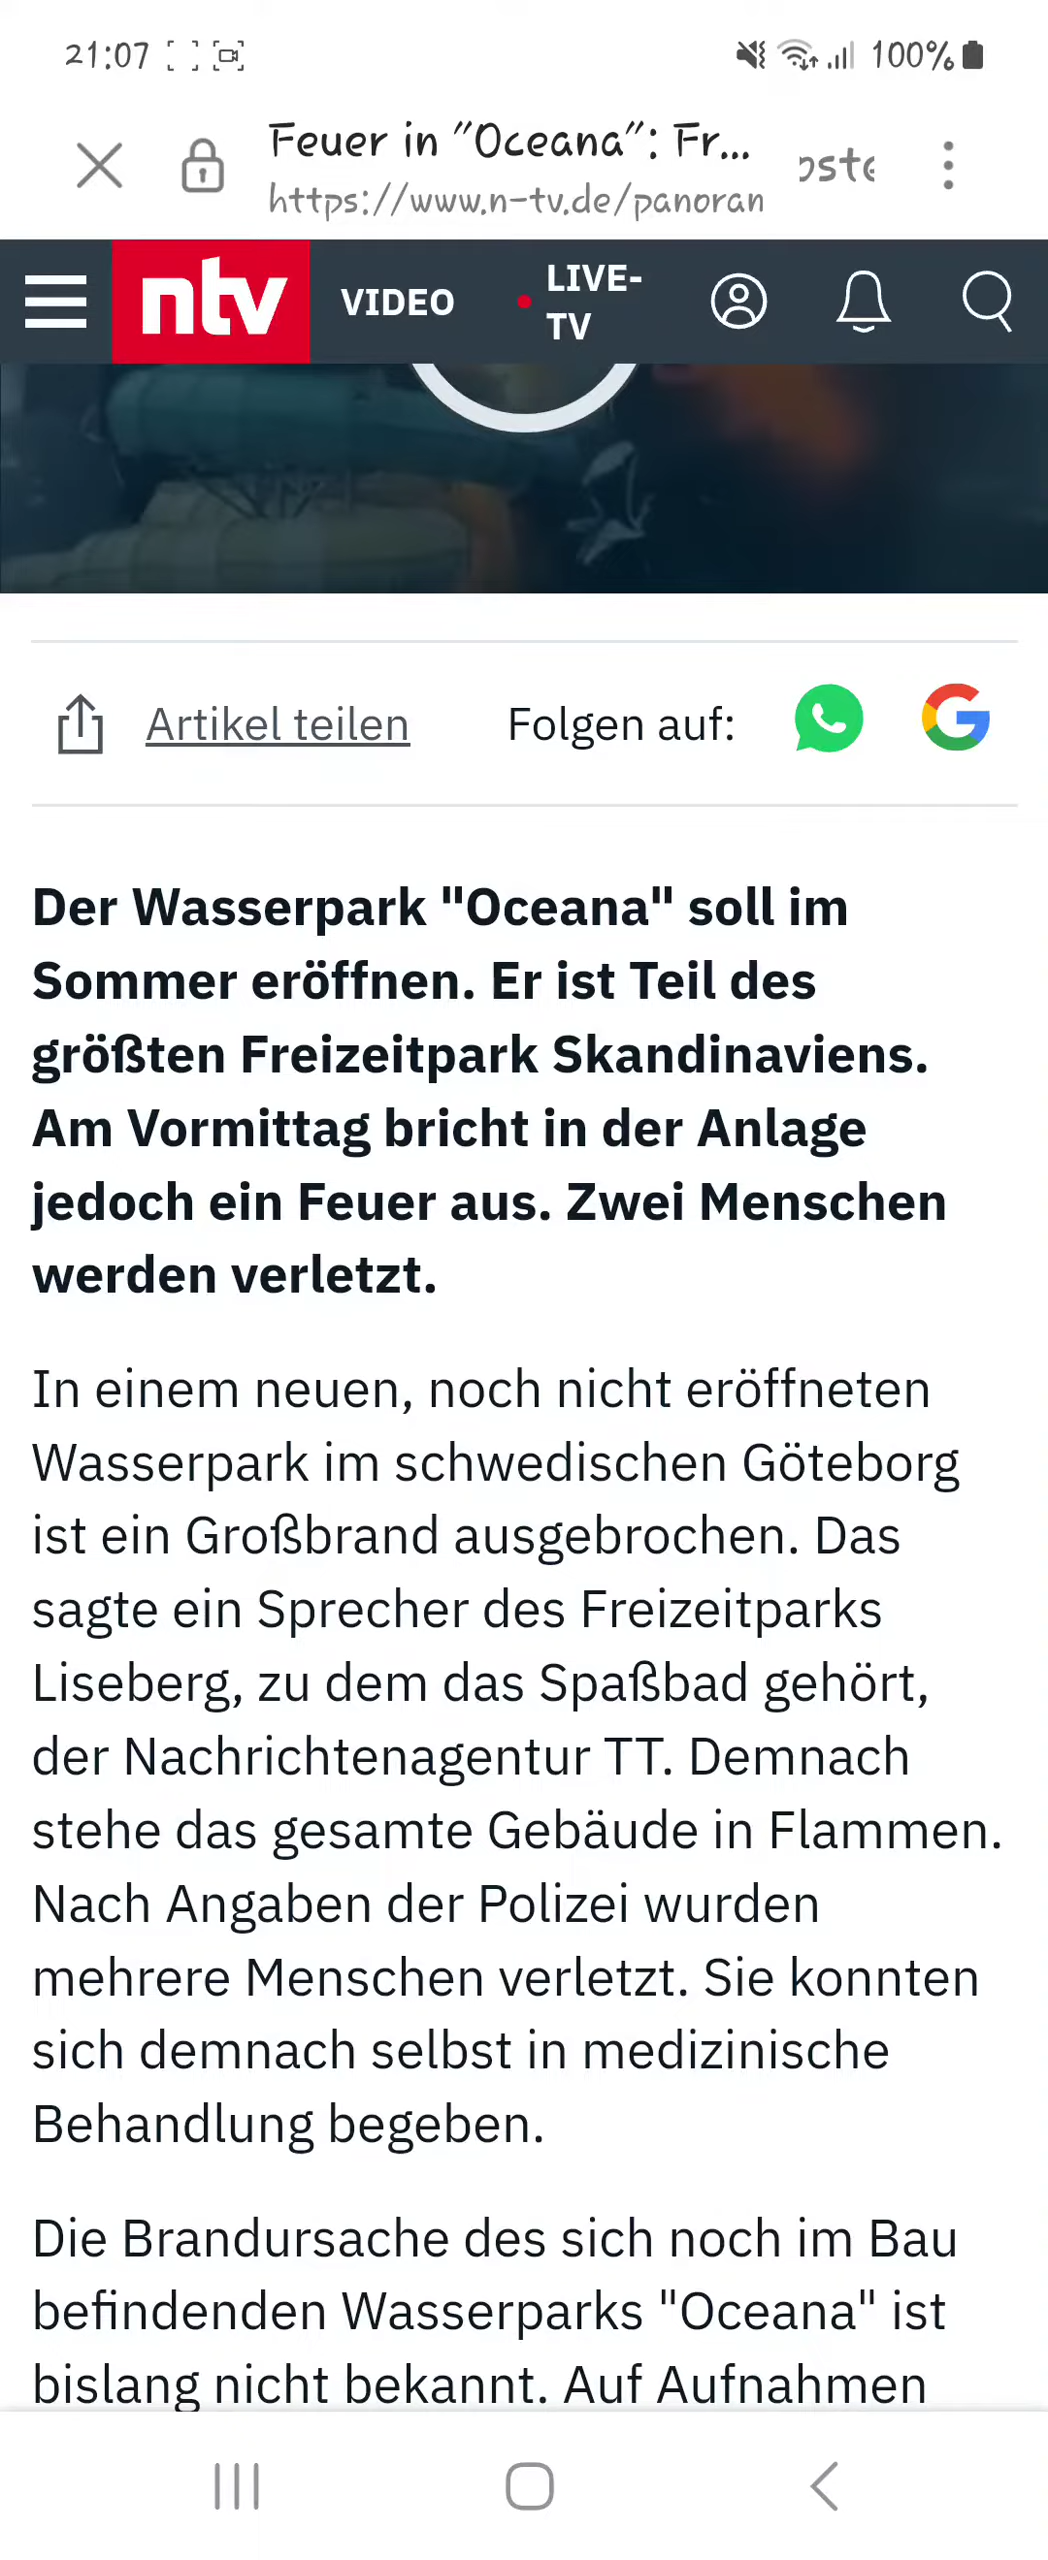 21:07 100%
Feuer in "Oceana": Fr...
https://www.n-tv.de/panoran
ntv VIDEO LIVE-
TV
Artikel teilen Folgen auf:
Der Wasserpark "Oceana" soll im
Sommer eröffnen. Er ist Teil des
größten Freizeitpark Skandinaviens.
Am Vormittag bricht in der Anlage
jedoch ein Feuer aus. Zwei Menschen
werden verletzt.
In einem neuen, noch nicht eröffneten
Wasserpark im schwedischen Göteborg
ist ein Großbrand ausgebrochen. Das
sagte ein Sprecher des Freizeitparks
Liseberg, zu dem das Spaßbad gehört,
der Nachrichtenagentur TT. Demnach
stehe das gesamte Gebäude in Flammen.
Nach Angaben der Polizei wurden
mehrere Menschen verletzt. Sie konnten
sich demnach selbst in medizinische
Behandlung begeben.
Die Brandursache des sich noch im Bau
befindenden Wasserparks "Oceana" ist
bislang nicht bekannt. Auf Aufnahmen